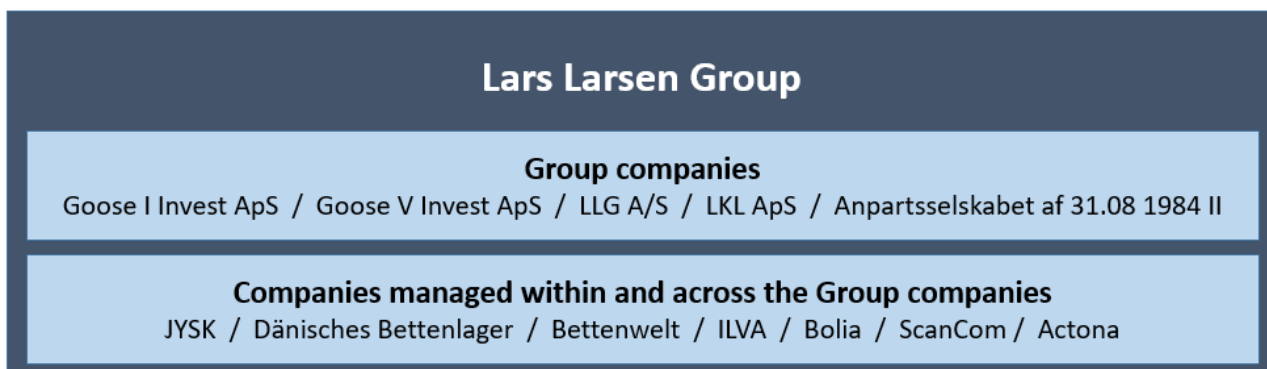 Lars Larsen Group
Group companies
Goose I Invest ApS / Goose V Invest ApS / LLG A/S / LKL ApS / Anpartsselskabet af 31.08 1984 II
Companies managed within and across the Group companies
JYSK / Dänisches Bettenlager / Bettenwelt / ILVA / Bolia / ScanCom / Actona